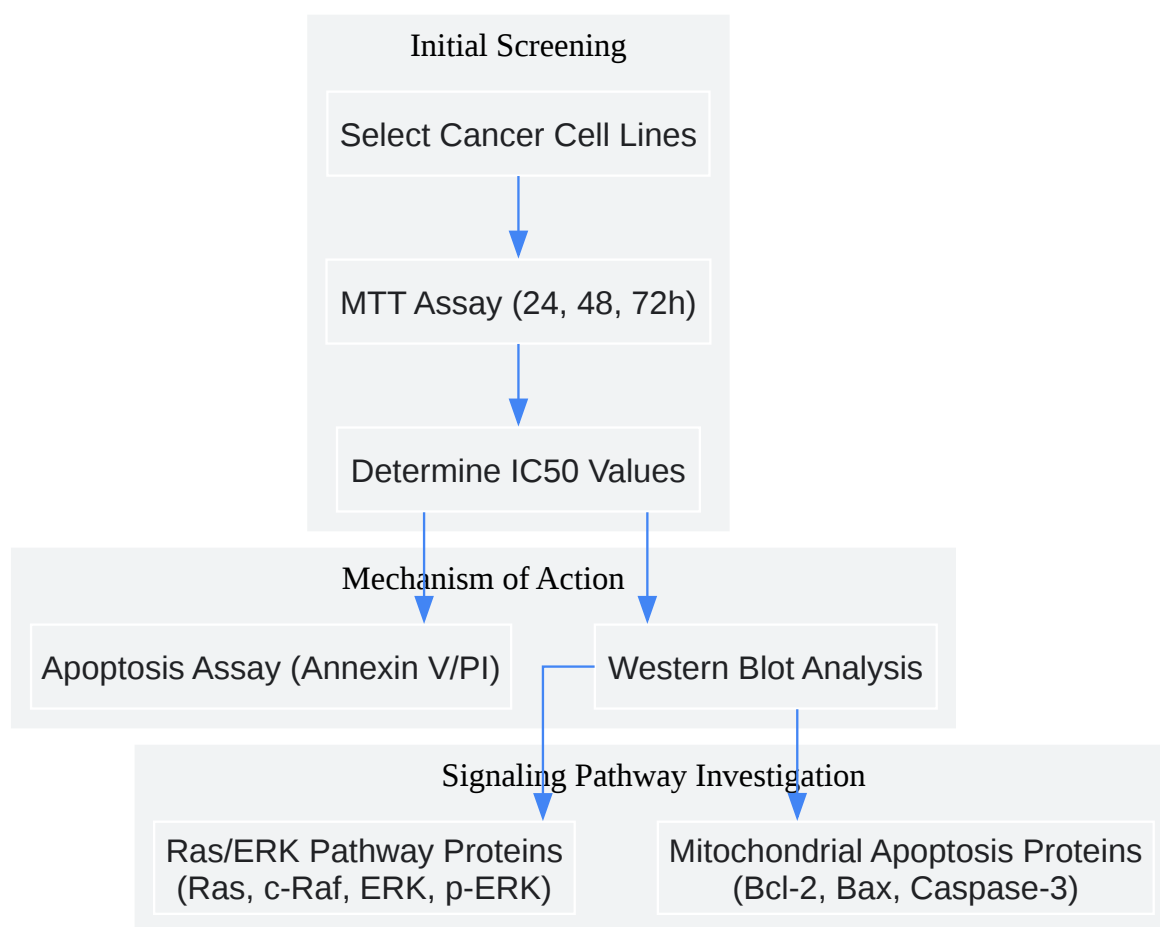 Initial Screening
Select Cancer Cell Lines
MTT Assay (24, 48, 72h)
Determine IC50 Values
Mechanism of Action
Apoptosis Assay (Annexin V/PI)
Western Blot Analysis
Signaling Pathway Investigation
Ras/ERK Pathway Proteins
(Ras, c-Raf, ERK, p-ERK)
Mitochondrial Apoptosis Proteins
(Bcl-2, Bax, Caspase-3)